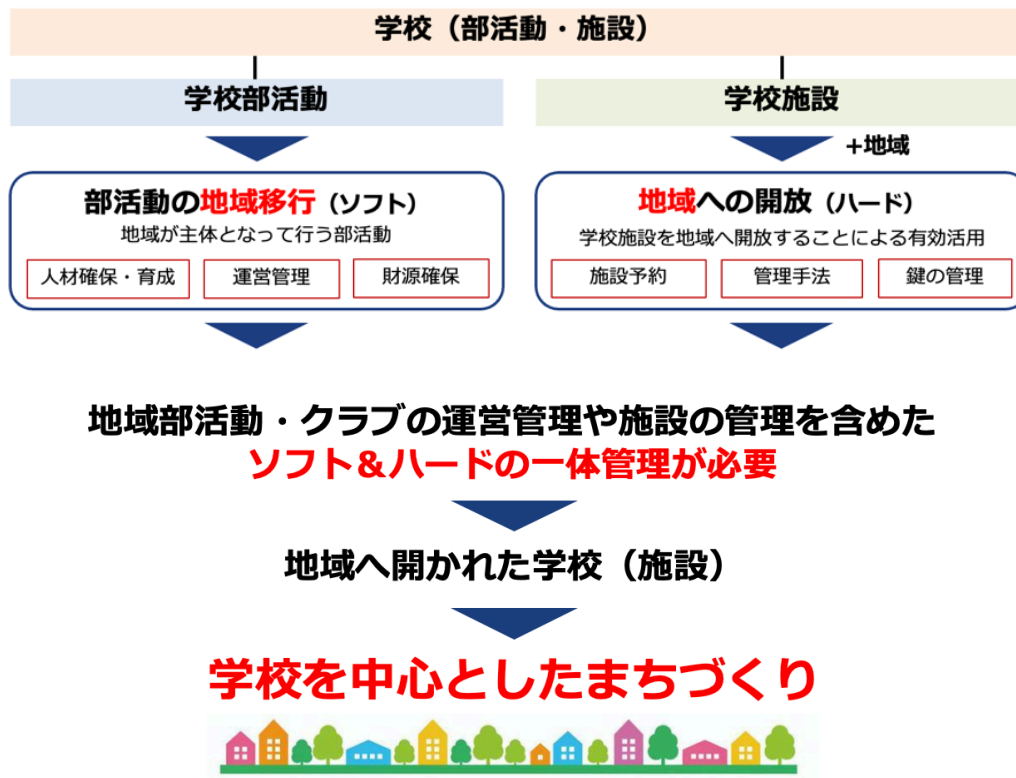 学校（部活動・施設）
学校部活動
学校施設
+地域
部活動の地域移行（ソフト）
地域が主体となって行う部活動
人材確保・育成
運営管理
財源確保
地域への開放（ハード）
学校施設を地域へ開放することによる有効活用
施設予約
管理手法
鍵の管理
地域部活動・クラブの運営管理や施設の管理を含めた
ソフト＆ハードの一体管理が必要
地域へ開かれた学校（施設）
学校を中心としたまちづくり